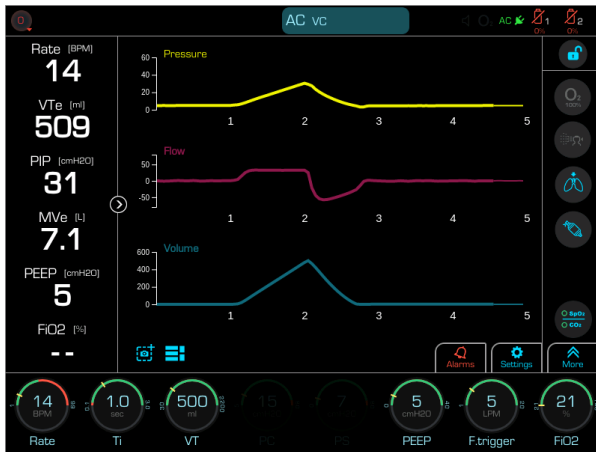 AC VC
O₂ AC 1 2
0% 0%
Rate [BPM]
14
VTe [ml]
509
PIP [cmH2O]
31
MVe [L]
7.1
PEEP [cmH2O]
5
FiO2 [%]
--
Pressure
60
40
20
0
1 2 3 4 5
Flow
50
0
-50
1 2 3 4 5
Volume
600
400
200
0
1 2 3 4 5
O₂
100%
SpO₂
CO₂
Alarms
Settings
More
14
BPM
Rate
1.0
sec
Ti
500
ml
VT
15
PC
7
PS
5
cmH2O
PEEP
5
LPM
F.trigger
21
%
FiO2